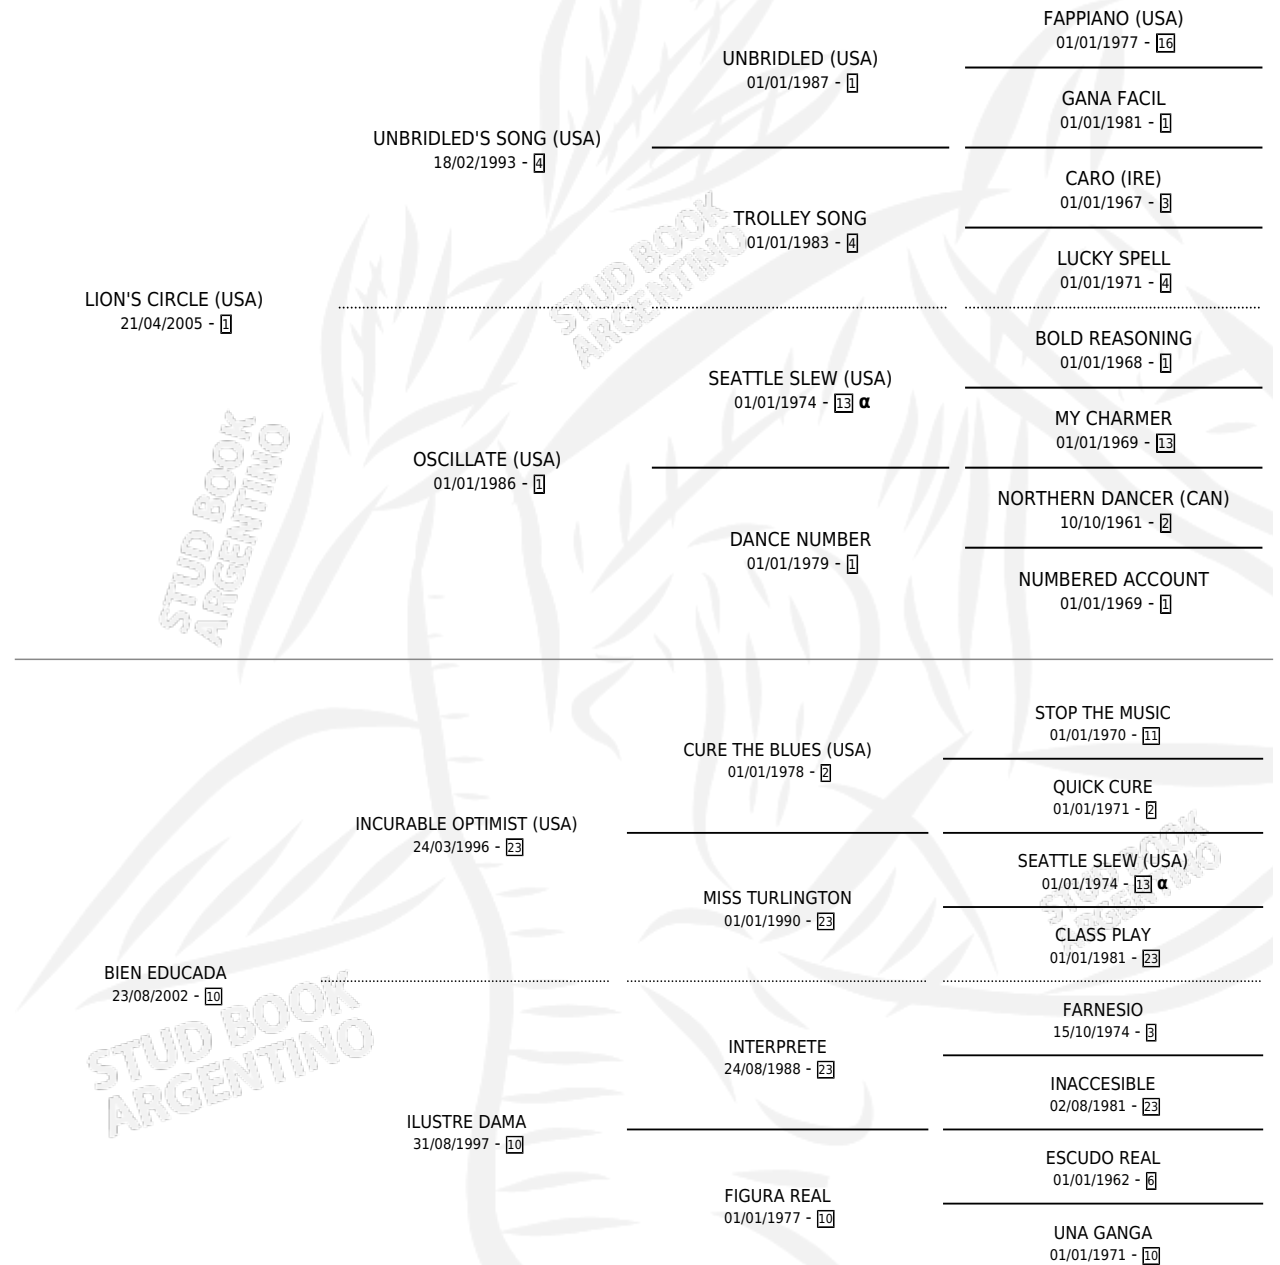 FAPPIANO (USA)
01/01/1977 - 16
UNBRIDLED (USA)
01/01/1987 - 1
GANA FACIL
01/01/1981 - 1
UNBRIDLED'S SONG (USA)
18/02/1993 - 4
CARO (IRE)
01/01/1967 - 3
TROLLEY SONG
01/01/1983 - 4
LUCKY SPELL
01/01/1971 - 4
LION'S CIRCLE (USA)
21/04/2005 - 1
BOLD REASONING
01/01/1968 - 1
SEATTLE SLEW (USA)
01/01/1974 - 13 α
MY CHARMER
01/01/1969 - 13
OSCILLATE (USA)
01/01/1986 - 1
NORTHERN DANCER (CAN)
10/10/1961 - 2
DANCE NUMBER
01/01/1979 - 1
NUMBERED ACCOUNT
01/01/1969 - 1
STUD BOOK
ARGENTINO
STUD BOOK
ARGENTINO
STOP THE MUSIC
01/01/1970 - 11
CURE THE BLUES (USA)
01/01/1978 - 2
QUICK CURE
01/01/1971 - 2
INCURABLE OPTIMIST (USA)
24/03/1996 - 23
SEATTLE SLEW (USA)
01/01/1974 - 13 α
MISS TURLINGTON
01/01/1990 - 23
CLASS PLAY
01/01/1981 - 23
BIEN EDUCADA
23/08/2002 - 10
FARNESIO
15/10/1974 - 3
INTERPRETE
24/08/1988 - 23
INACCESIBLE
02/08/1981 - 23
ILUSTRE DAMA
31/08/1997 - 10
ESCUDO REAL
01/01/1962 - 6
FIGURA REAL
01/01/1977 - 10
UNA GANGA
01/01/1971 - 10
STUD BOOK
ARGENTINO
STUD BOOK
ARGENTINO